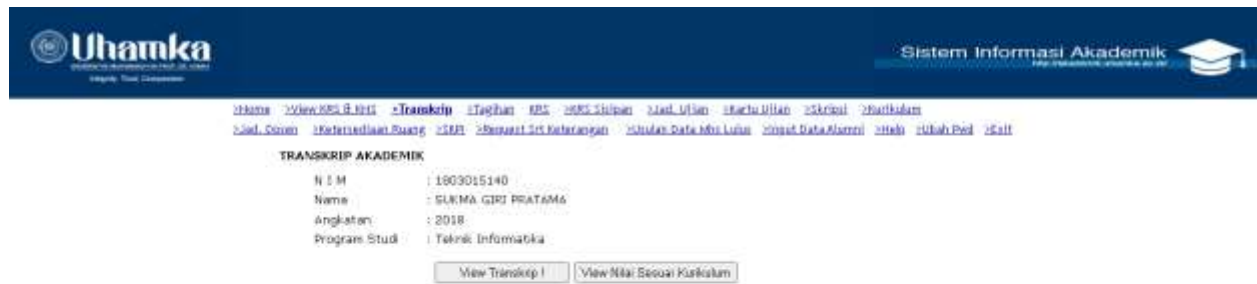 Uhamka
Sistem Informasi Akademik
Integrity Trust Compassion
>Home >View KRS & KHS >Transkrip >Tagihan KRS >KRS Sisipan >Jad. Ujian >Kartu Ujian >Skripsi >Kurikulum
>Jad. Dosen >Ketersediaan Ruang >SKPI >Request Srt Keterangan >Usulan Data Mhs Lulus >Input Data Alumni >Help >Ubah Pwd >Exit
TRANSKRIP AKADEMIK
N I M : 1803015140
Nama : SUKMA GIRI PRATAMA
Angkatan : 2018
Program Studi : Teknik Informatika
View Transkrip ! View Nilai Sesuai Kurikulum